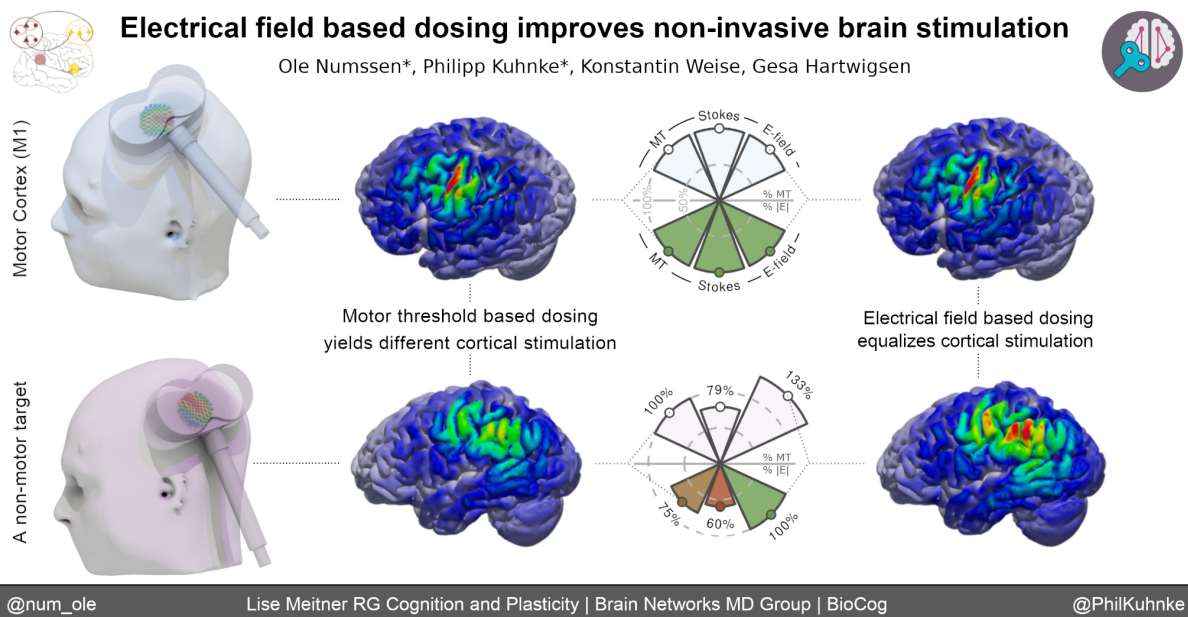 Electrical field based dosing improves non-invasive brain stimulation
Ole Numssen*, Philipp Kuhnke*, Konstantin Weise, Gesa Hartwigsen
Motor Cortex (M1)
MT
Stokes
E-field
100%
50%
% MT
% |E|
MT
Stokes
E-field
Motor threshold based dosing
yields different cortical stimulation
Electrical field based dosing
equalizes cortical stimulation
A non-motor target
100%
79%
133%
% MT
% |E|
75%
60%
100%
@num_ole
Lise Meitner RG Cognition and Plasticity | Brain Networks MD Group | BioCog
@PhilKuhnke